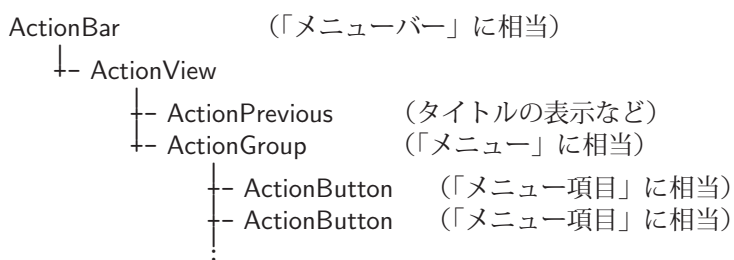 ActionBar （「メニューバー」に相当）
+- ActionView
+- ActionPrevious （タイトルの表示など）
+- ActionGroup （「メニュー」に相当）
+- ActionButton （「メニュー項目」に相当）
+- ActionButton （「メニュー項目」に相当）
⋮